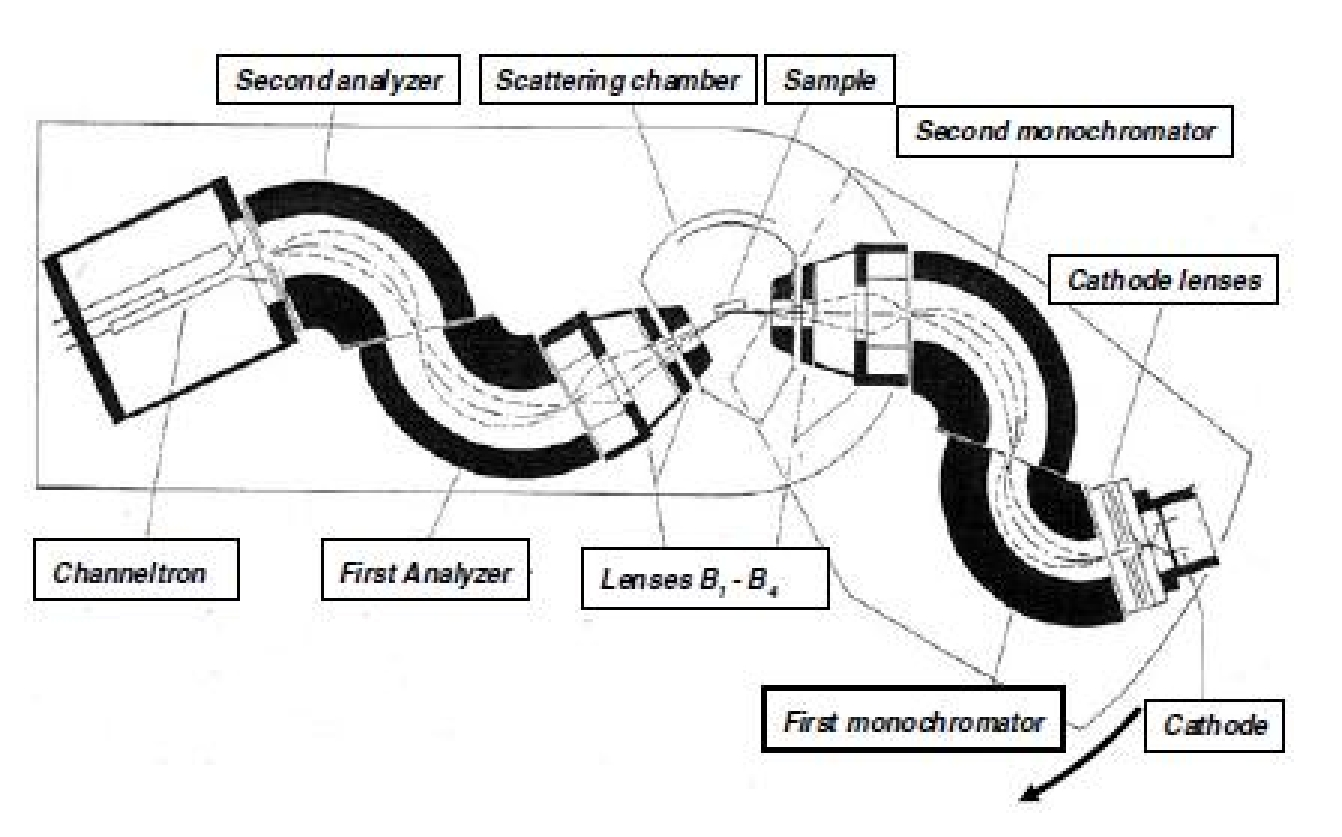 Second analyzer
Scattering chamber
Sample
Second monochromator
Cathode lenses
Channeltron
First Analyzer
Lenses B₁ - B₄
First monochromator
Cathode